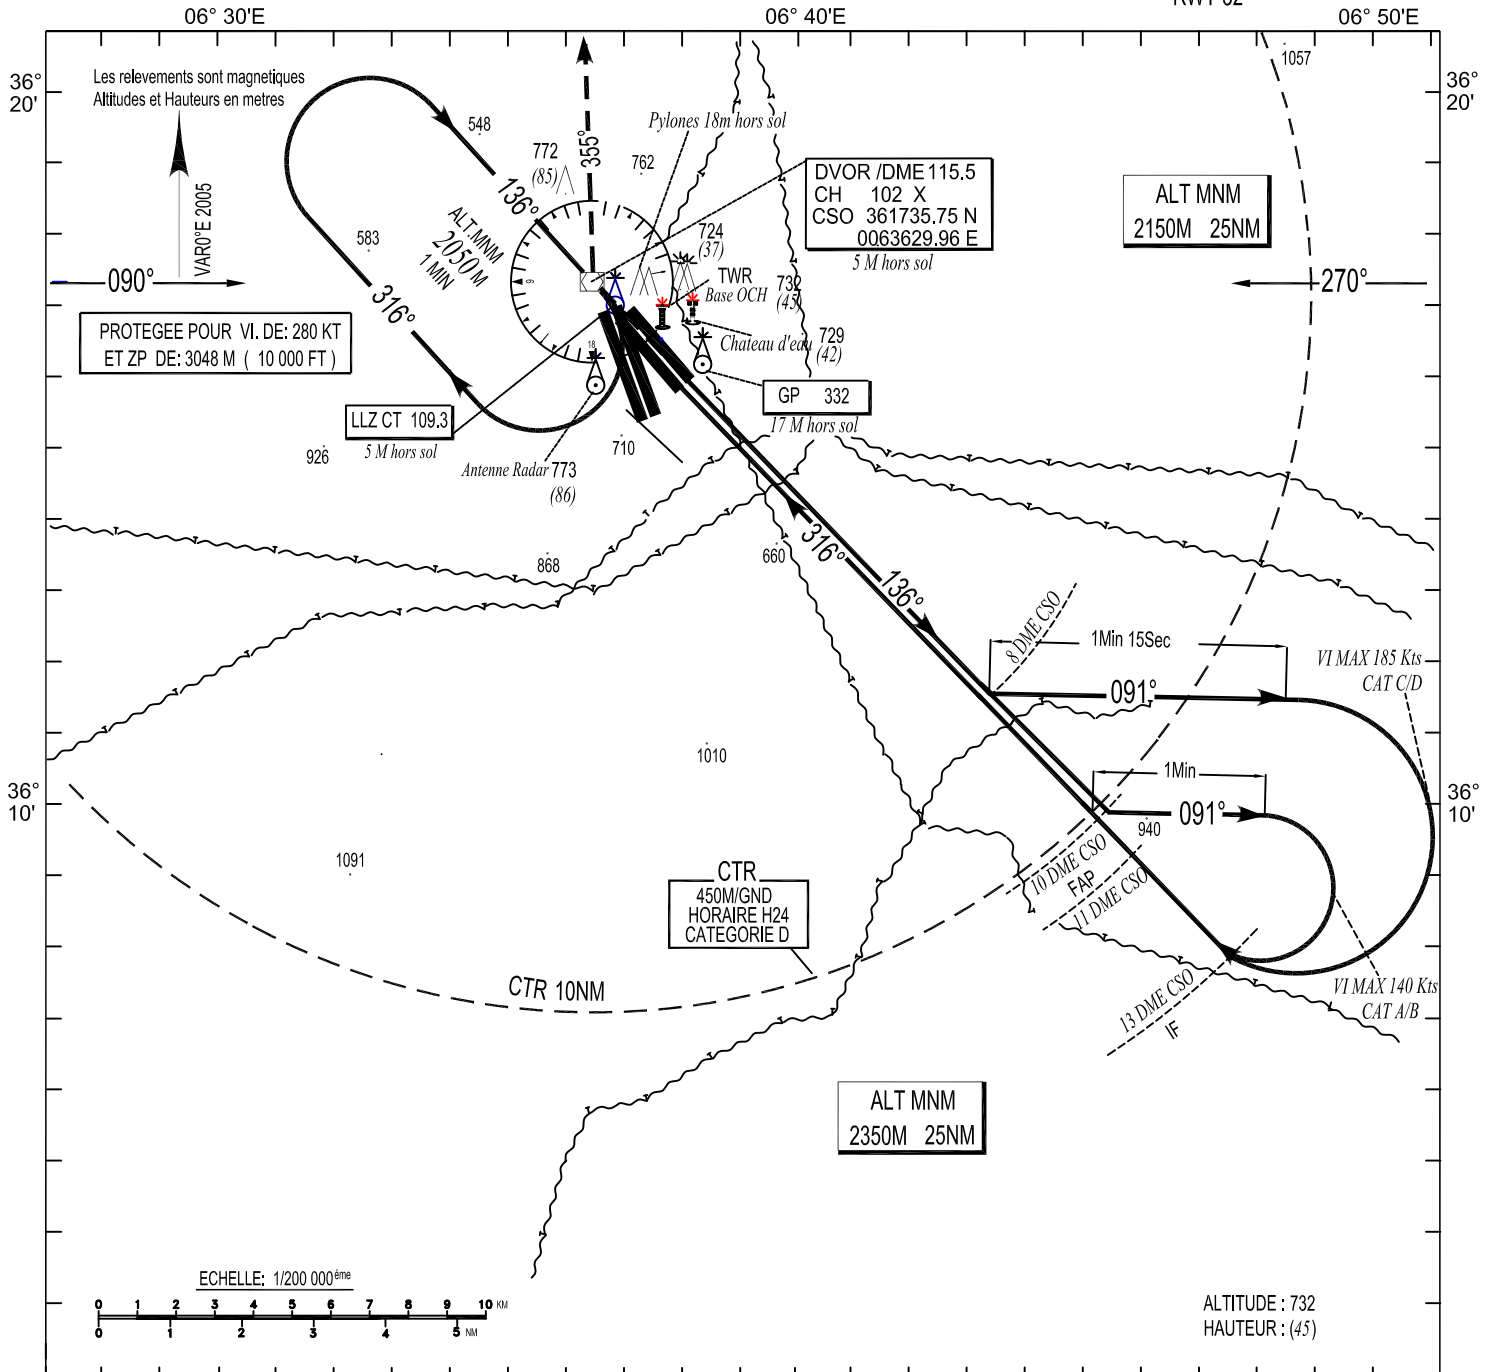 RWY 32
06° 30'E
06° 40'E
06° 50'E
36°
20'
36°
20'
Les relevements sont magnetiques
Altitudes et Hauteurs en metres
VAR0°E 2005
1057
548
355°
Pylones 18m hors sol
772
(85)
762
DVOR /DME 115.5
CH 102 X
CSO 361735.75 N
0063629.96 E
5 M hors sol
ALT MNM
2150M 25NM
136°
ALT.MNM
2050 M
1 MIN
583
724
(37)
090°
316°
9
18
TWR
Base OCH
732
(45)
270°
PROTEGEE POUR VI. DE: 280 KT
ET ZP DE: 3048 M ( 10 000 FT )
Chateau d'eau
729
(42)
GP 332
17 M hors sol
LLZ CT 109.3
5 M hors sol
926
710
Antenne Radar 773
(86)
316°
868
660
136°
8 DME CSO
1Min 15Sec
VI MAX 185 Kts
CAT C/D
091°
1010
1Min
36°
10'
36°
10'
091°
940
1091
10 DME CSO
FAP
11 DME CSO
CTR
450M/GND
HORAIRE H24
CATEGORIE D
CTR 10NM
13 DME CSO
IF
VI MAX 140 Kts
CAT A/B
ALT MNM
2350M 25NM
ECHELLE: 1/200 000éme
0 1 2 3 4 5 6 7 8 9 10 KM
0 1 2 3 4 5 NM
ALTITUDE : 732
HAUTEUR : (45)